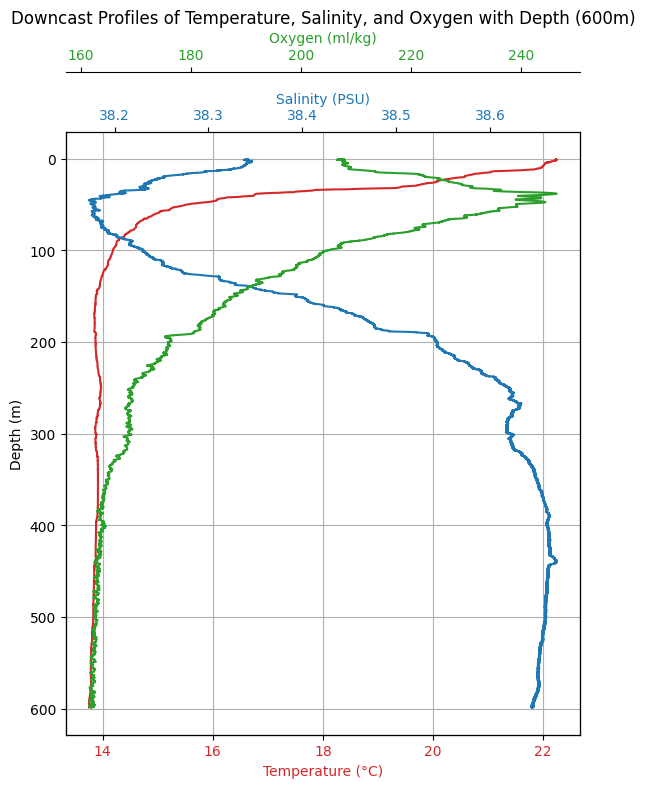 Downcast Profiles of Temperature, Salinity, and Oxygen with Depth (600m)
Oxygen (ml/kg)
160 180 200 220 240
Salinity (PSU)
38.2 38.3 38.4 38.5 38.6
0
100
200
300
400
500
600
Depth (m)
14 16 18 20 22
Temperature (°C)